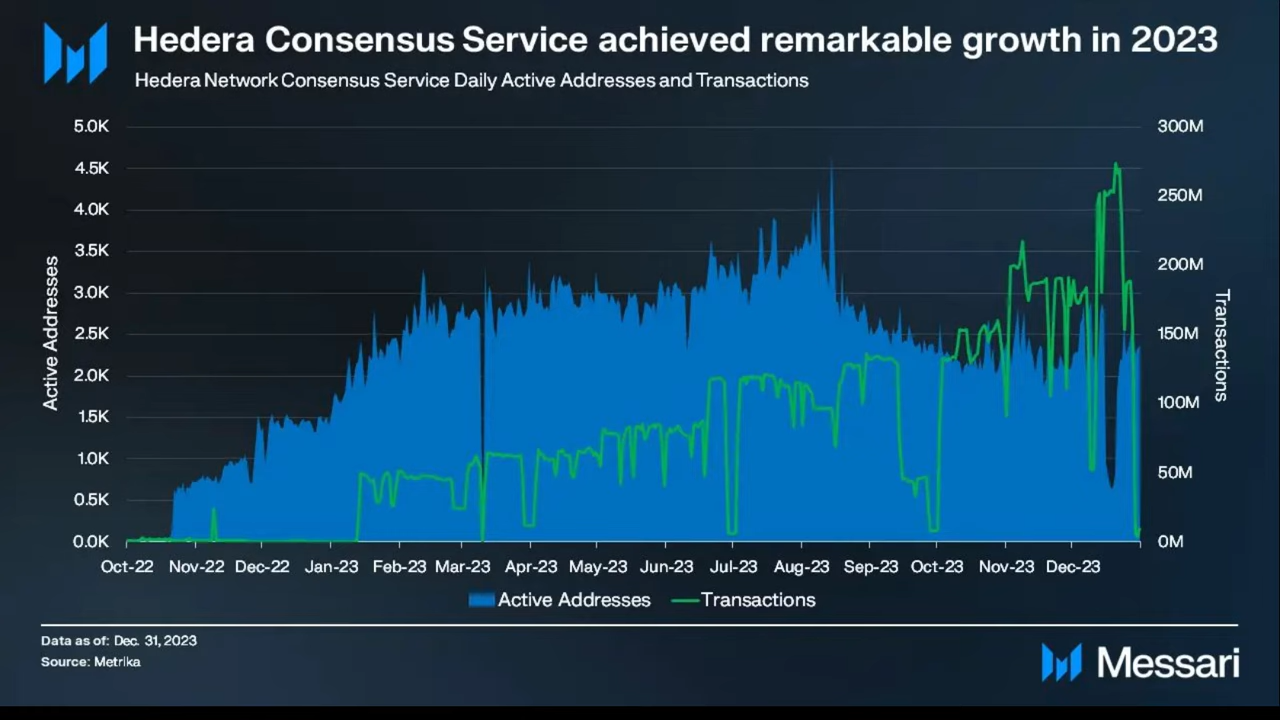 Hedera Consensus Service achieved remarkable growth in 2023
Hedera Network Consensus Service Daily Active Addresses and Transactions
5.0K
4.5K
4.0K
3.5K
3.0K
2.5K
2.0K
1.5K
1.0K
0.5K
0.0K
Active Addresses
300M
250M
200M
150M
100M
50M
0M
Transactions
Oct-22 Nov-22 Dec-22 Jan-23 Feb-23 Mar-23 Apr-23 May-23 Jun-23 Jul-23 Aug-23 Sep-23 Oct-23 Nov-23 Dec-23
Active Addresses Transactions
Data as of: Dec. 31, 2023
Source: Metrika
Messari